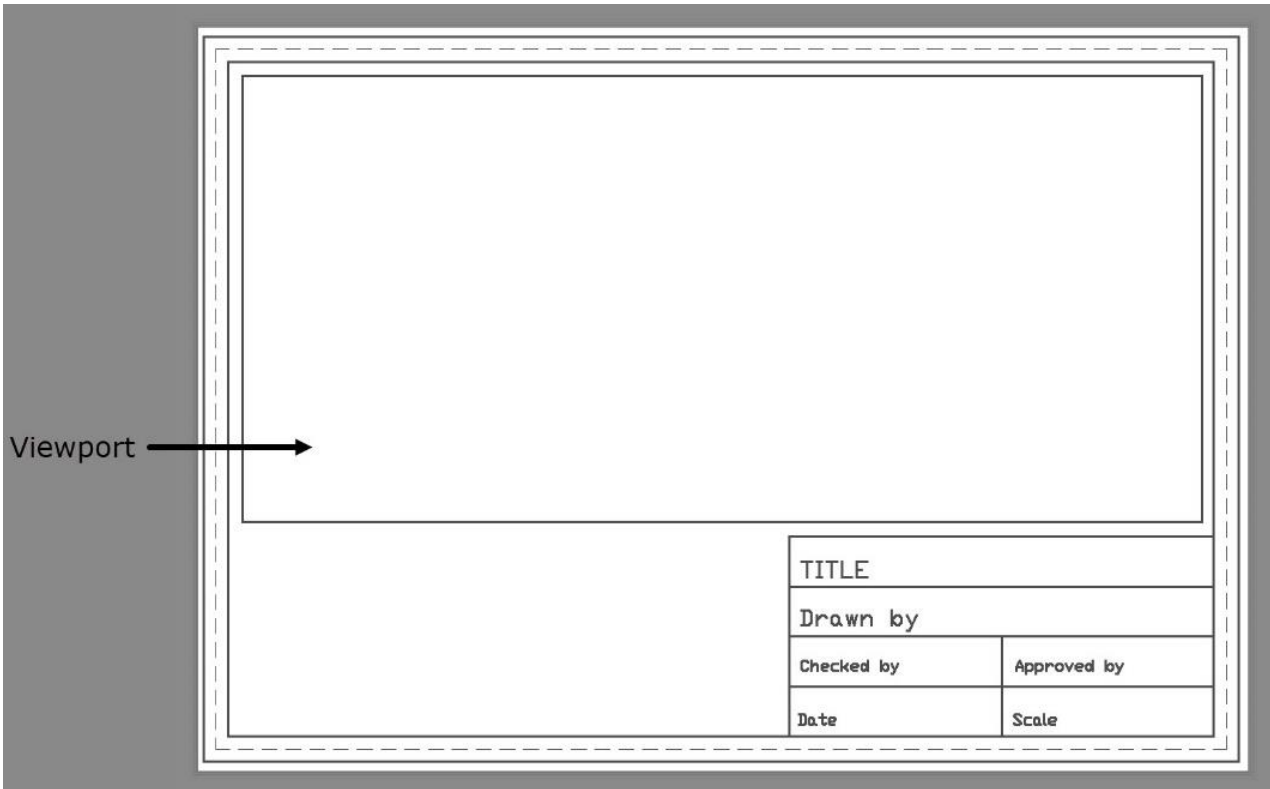 Viewport
TITLE
Drawn by
Checked by
Approved by
Date
Scale